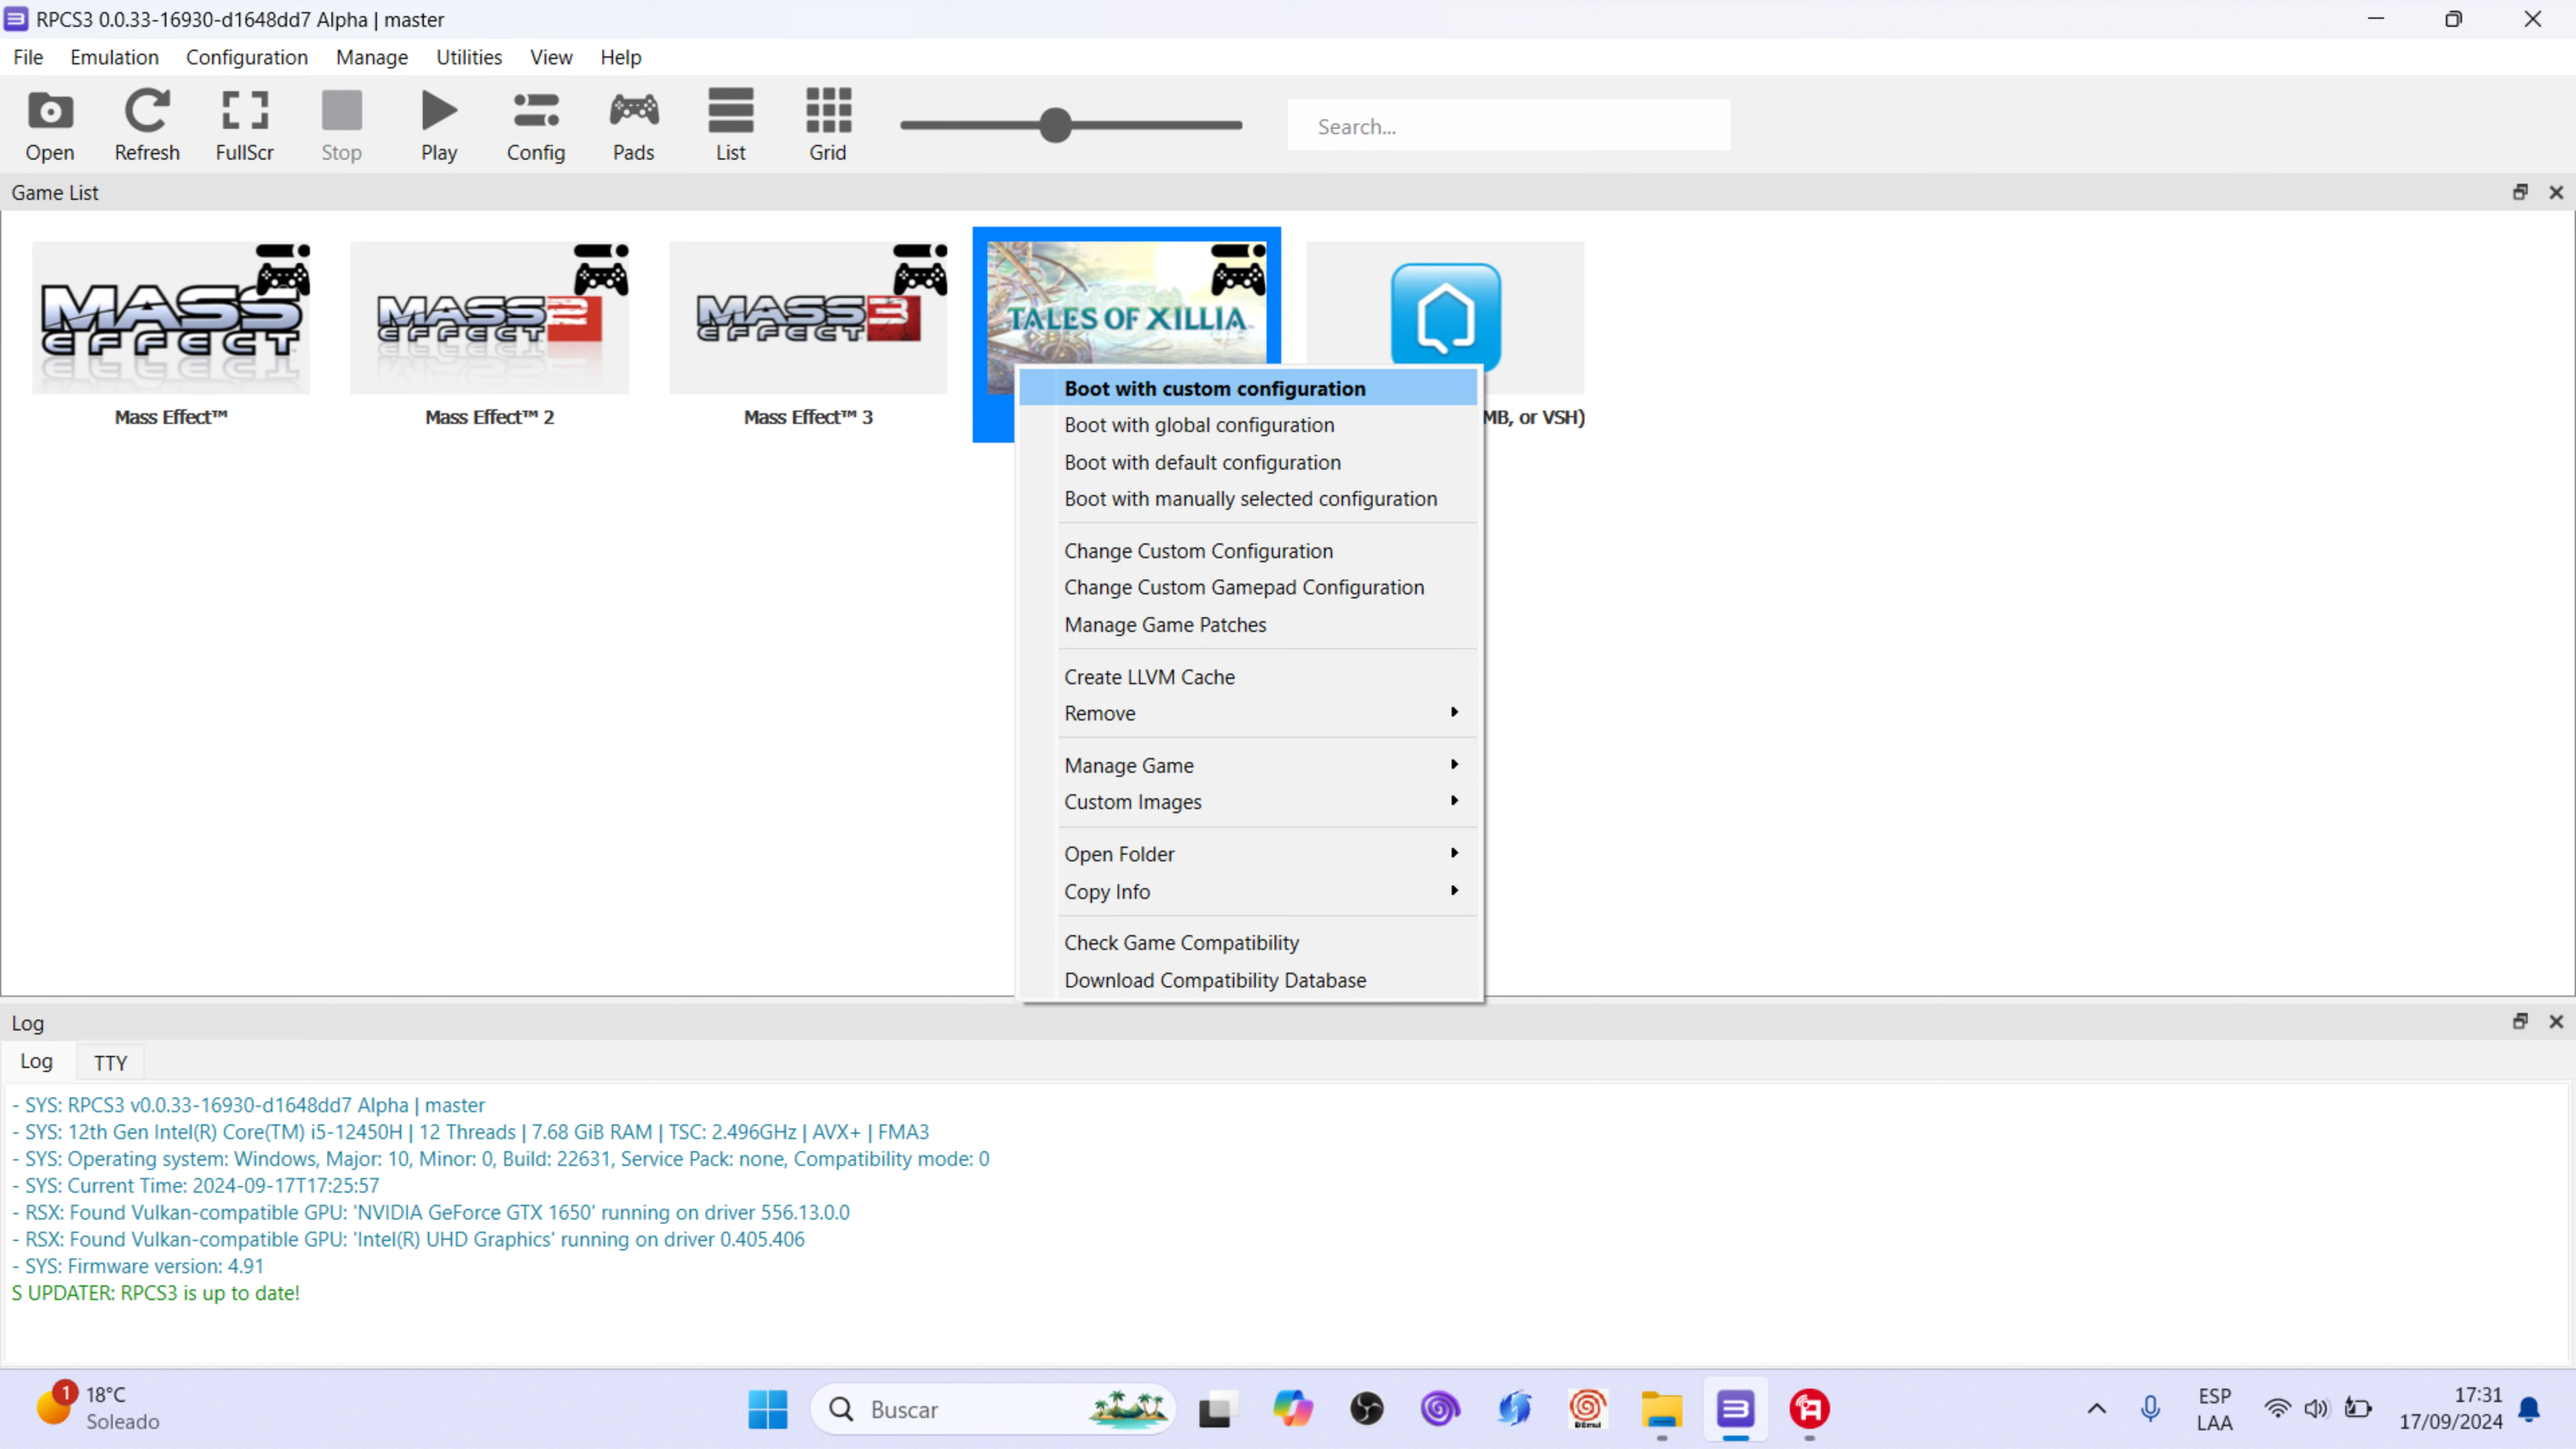 RPCS3 0.0.33-16930-d1648dd7 Alpha | master
File Emulation Configuration Manage Utilities View Help
Open Refresh FullScr Stop Play Config Pads List Grid
Search...
Game List
MASS EFFECT
MASS EFFECT 2
MASS EFFECT 3
TALES OF XILLIA
Mass Effect™
Mass Effect™ 2
Mass Effect™ 3
MB, or VSH)
Boot with custom configuration
Boot with global configuration
Boot with default configuration
Boot with manually selected configuration
Change Custom Configuration
Change Custom Gamepad Configuration
Manage Game Patches
Create LLVM Cache
Remove
Manage Game
Custom Images
Open Folder
Copy Info
Check Game Compatibility
Download Compatibility Database
Log
Log TTY
- SYS: RPCS3 v0.0.33-16930-d1648dd7 Alpha | master
- SYS: 12th Gen Intel(R) Core(TM) i5-12450H | 12 Threads | 7.68 GiB RAM | TSC: 2.496GHz | AVX+ | FMA3
- SYS: Operating system: Windows, Major: 10, Minor: 0, Build: 22631, Service Pack: none, Compatibility mode: 0
- SYS: Current Time: 2024-09-17T17:25:57
- RSX: Found Vulkan-compatible GPU: 'NVIDIA GeForce GTX 1650' running on driver 556.13.0.0
- RSX: Found Vulkan-compatible GPU: 'Intel(R) UHD Graphics' running on driver 0.405.406
- SYS: Firmware version: 4.91
S UPDATER: RPCS3 is up to date!
1
18°C
Soleado
Buscar
DEmul
ESP
LAA
17:31
17/09/2024